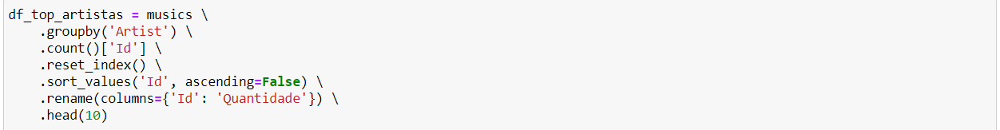 df_top_artistas = musics \
    .groupby('Artist') \
    .count()['Id'] \
    .reset_index() \
    .sort_values('Id', ascending=False) \
    .rename(columns={'Id': 'Quantidade'}) \
    .head(10)